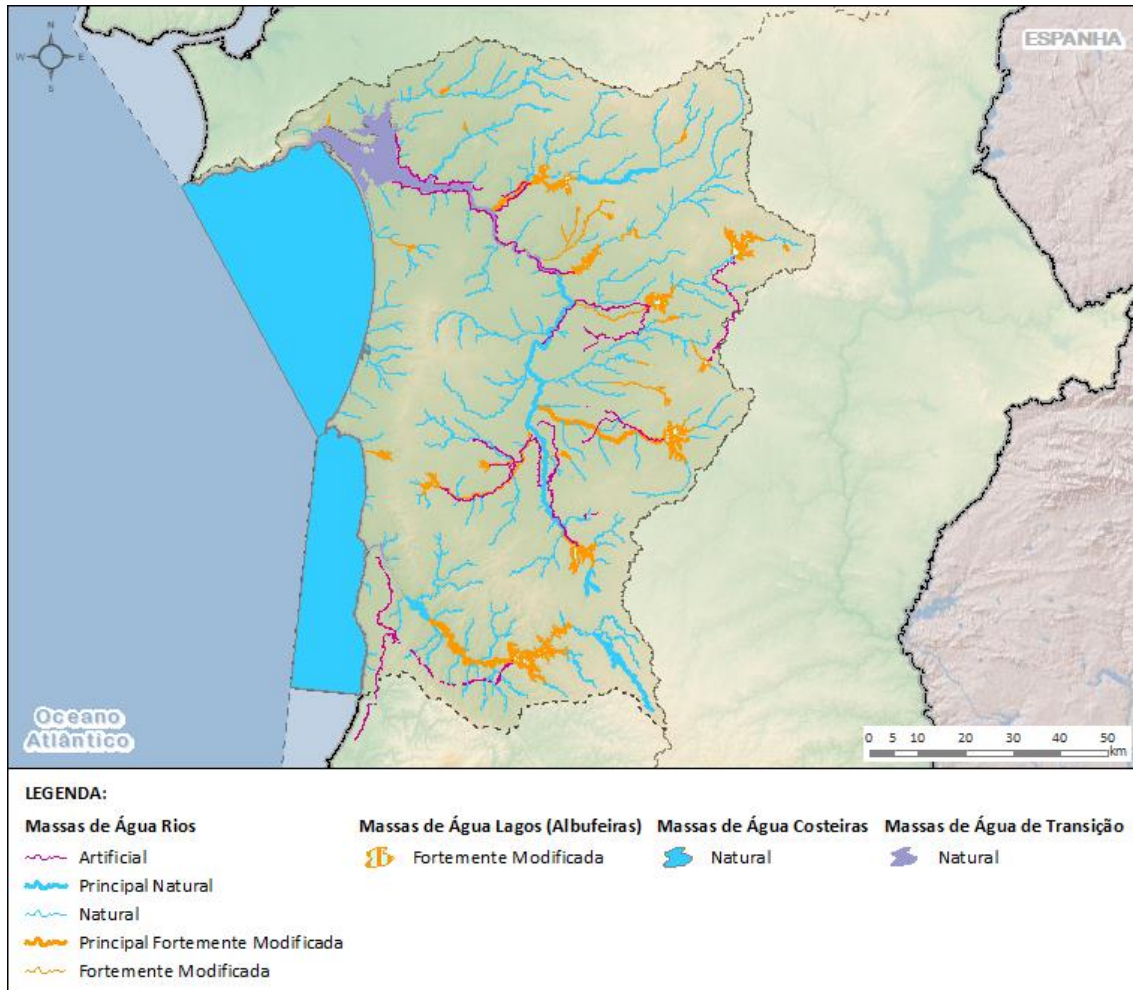 N
W E
S
ESPANHA
Oceano
Atlântico
0 5 10 20 30 40 50
km
LEGENDA:
Massas de Água Rios
Artificial
Principal Natural
Natural
Principal Fortemente Modificada
Fortemente Modificada
Massas de Água Lagos (Albufeiras)
Fortemente Modificada
Massas de Água Costeiras
Natural
Massas de Água de Transição
Natural